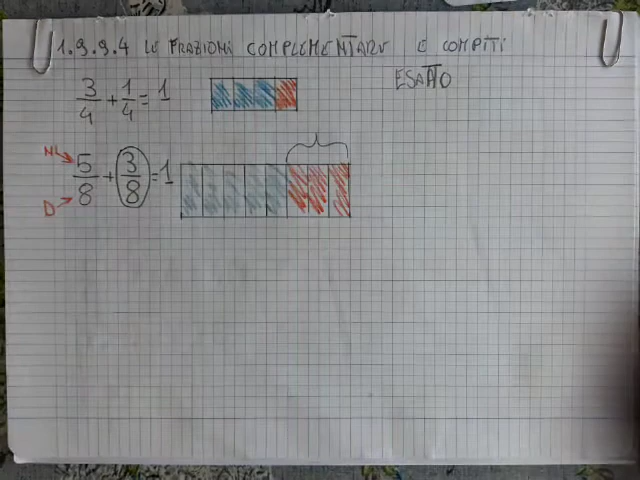 1.9.9.4 LE FRAZIONI COMPLEMENTARI E COMPITI
ESATTO
3/4 + 1/4 = 1
N 5/8 + 3/8 = 1
D